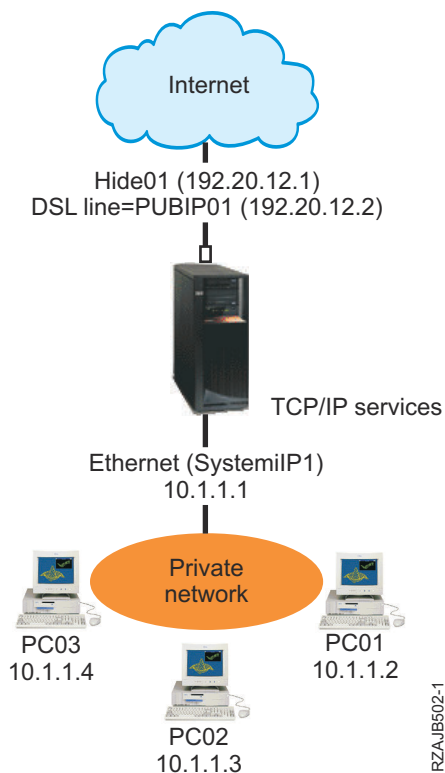 Internet
Hide01 (192.20.12.1)
DSL line=PUBIP01 (192.20.12.2)
TCP/IP services
Ethernet (SystemiIP1)
10.1.1.1
Private
network
PC03
10.1.1.4
PC01
10.1.1.2
PC02
10.1.1.3
RZAJB502-1